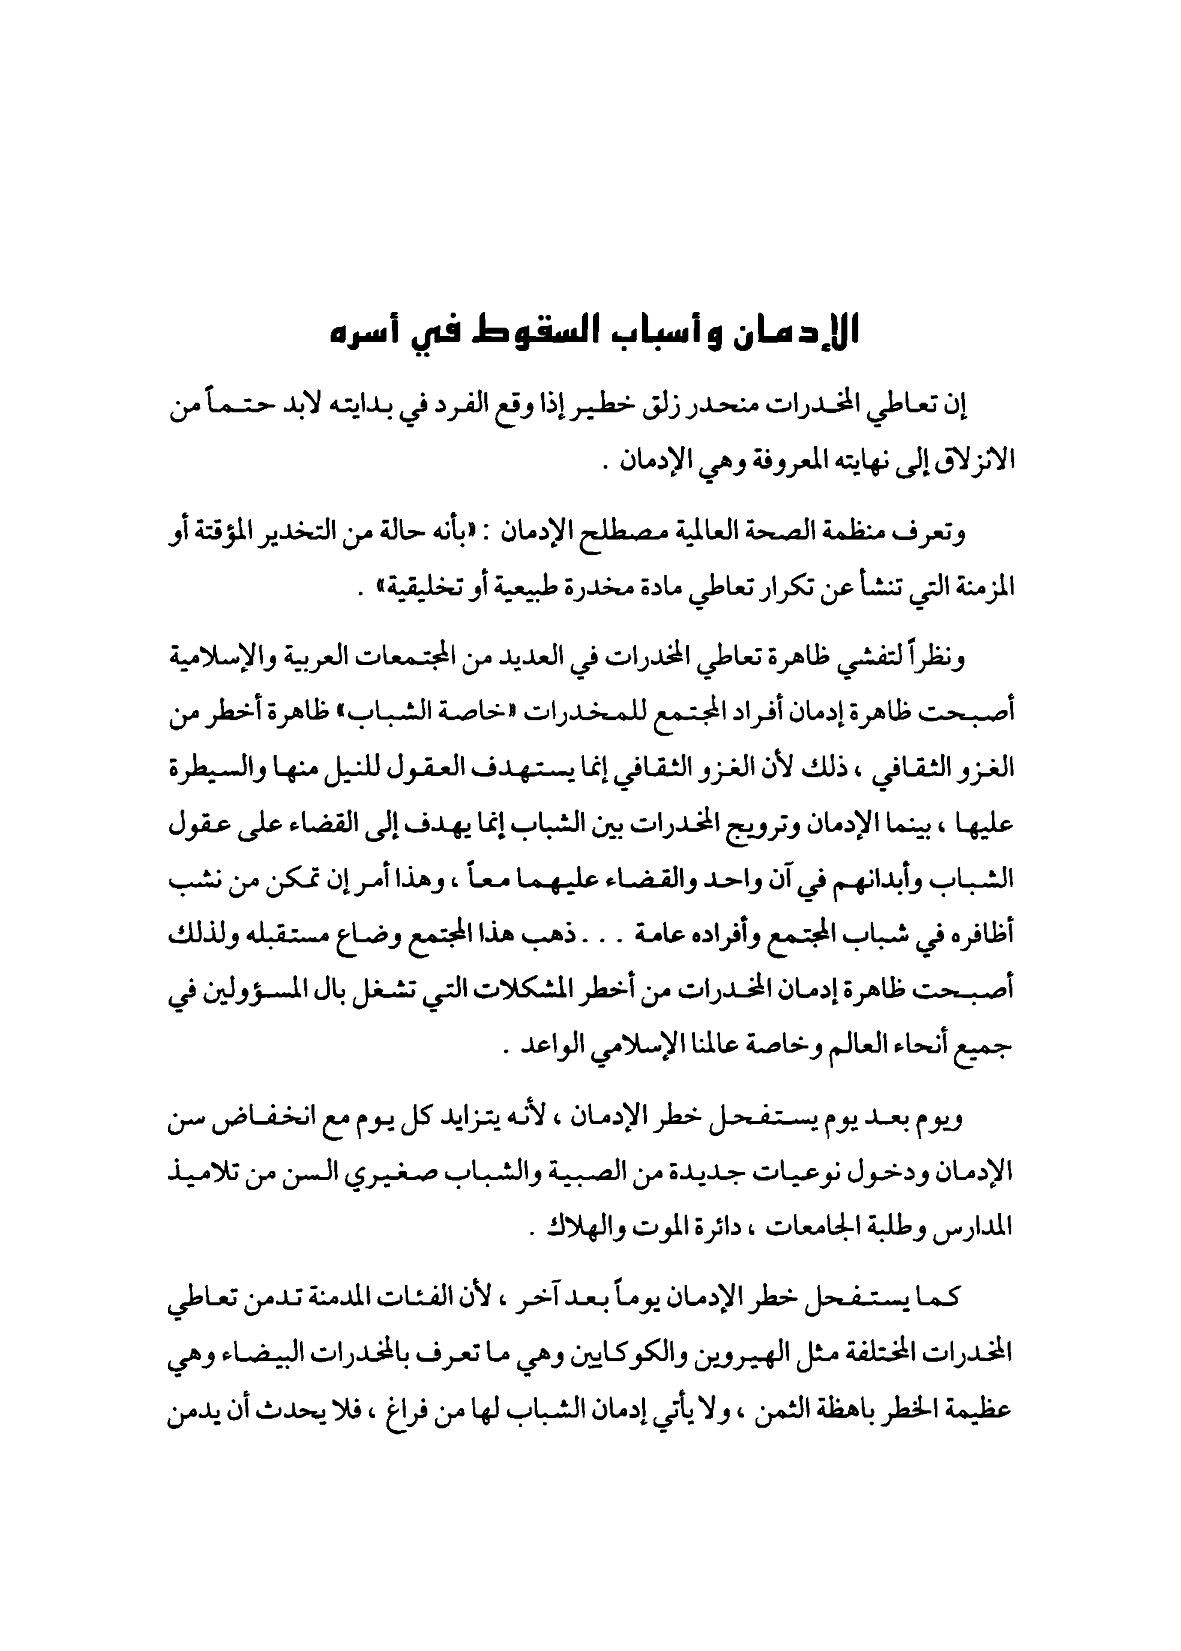 الإدمان وأسباب السقوط في أسره
إن تعاطي المخدرات منحدر زلق خطير إذا وقع الفرد في بدايته لابد حتماً من
الانزلاق إلى نهايته المعروفة وهي الإدمان .
وتعرف منظمة الصحة العالمية مصطلح الإدمان : «بأنه حالة من التخدير المؤقتة أو
المزمنة التي تنشأ عن تكرار تعاطي مادة مخدرة طبيعية أو تخليقية» .
ونظراً لتفشي ظاهرة تعاطي المخدرات في العديد من المجتمعات العربية والإسلامية
أصبحت ظاهرة إدمان أفراد المجتمع للمخدرات «خاصة الشباب» ظاهرة أخطر من
الغزو الثقافي ، ذلك لأن الغزو الثقافي إنما يستهدف العقول للنيل منها والسيطرة
عليها ، بينما الإدمان وترويج المخدرات بين الشباب إنما يهدف إلى القضاء على عقول
الشباب وأبدانهم في آن واحد والقضاء عليهما معاً ، وهذا أمر إن تمكن من نشب
أظافره في شباب المجتمع وأفراده عامة . . . ذهب هذا المجتمع وضاع مستقبله ولذلك
أصبحت ظاهرة إدمان المخدرات من أخطر المشكلات التي تشغل بال المسؤولين في
جميع أنحاء العالم وخاصة عالمنا الإسلامي الواعد .
ويوم بعد يوم يستفحل خطر الإدمان ، لأنه يتزايد كل يوم مع انخفاض سن
الإدمان ودخول نوعيات جديدة من الصبية والشباب صغيري السن من تلاميذ
المدارس وطلبة الجامعات ، دائرة الموت والهلاك .
كما يستفحل خطر الإدمان يوماً بعد آخر ، لأن الفئات المدمنة تدمن تعاطي
المخدرات المختلفة مثل الهيروين والكوكايين وهي ما تعرف بالمخدرات البيضاء وهي
عظيمة الخطر باهظة الثمن ، ولا يأتي إدمان الشباب لها من فراغ ، فلا يحدث أن يدمن